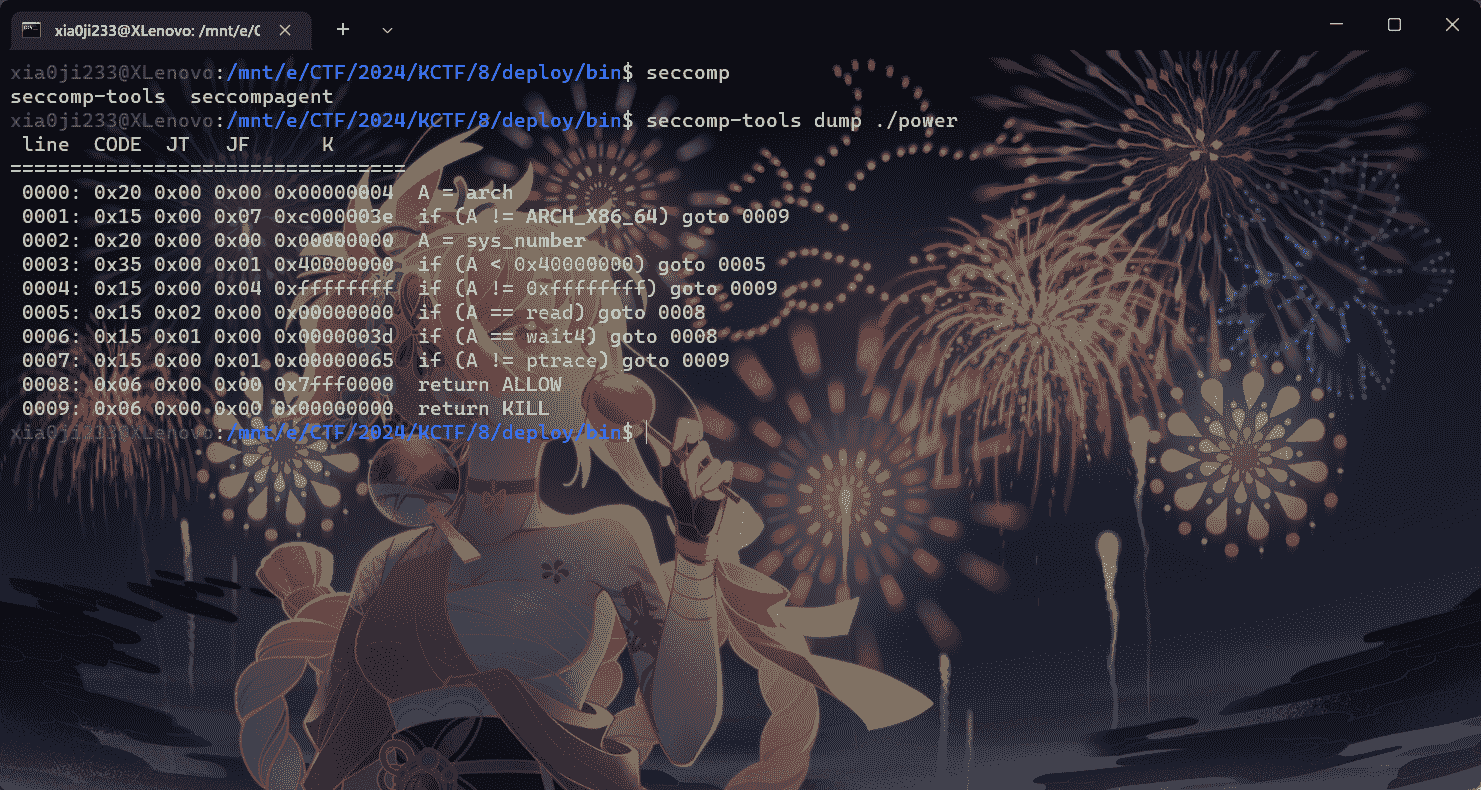 xia0ji233@XLenovo: /mnt/e/C
xia0ji233@XLenovo:/mnt/e/CTF/2024/KCTF/8/deploy/bin$ seccomp
seccomp-tools  seccompagent
xia0ji233@XLenovo:/mnt/e/CTF/2024/KCTF/8/deploy/bin$ seccomp-tools dump ./power
 line  CODE  JT   JF      K
=================================
 0000: 0x20 0x00 0x00 0x00000004  A = arch
 0001: 0x15 0x00 0x07 0xc000003e  if (A != ARCH_X86_64) goto 0009
 0002: 0x20 0x00 0x00 0x00000000  A = sys_number
 0003: 0x35 0x00 0x01 0x40000000  if (A < 0x40000000) goto 0005
 0004: 0x15 0x00 0x04 0xffffffff  if (A != 0xffffffff) goto 0009
 0005: 0x15 0x02 0x00 0x00000000  if (A == read) goto 0008
 0006: 0x15 0x01 0x00 0x0000003d  if (A == wait4) goto 0008
 0007: 0x15 0x00 0x01 0x00000065  if (A != ptrace) goto 0009
 0008: 0x06 0x00 0x00 0x7fff0000  return ALLOW
 0009: 0x06 0x00 0x00 0x00000000  return KILL
xia0ji233@XLenovo:/mnt/e/CTF/2024/KCTF/8/deploy/bin$